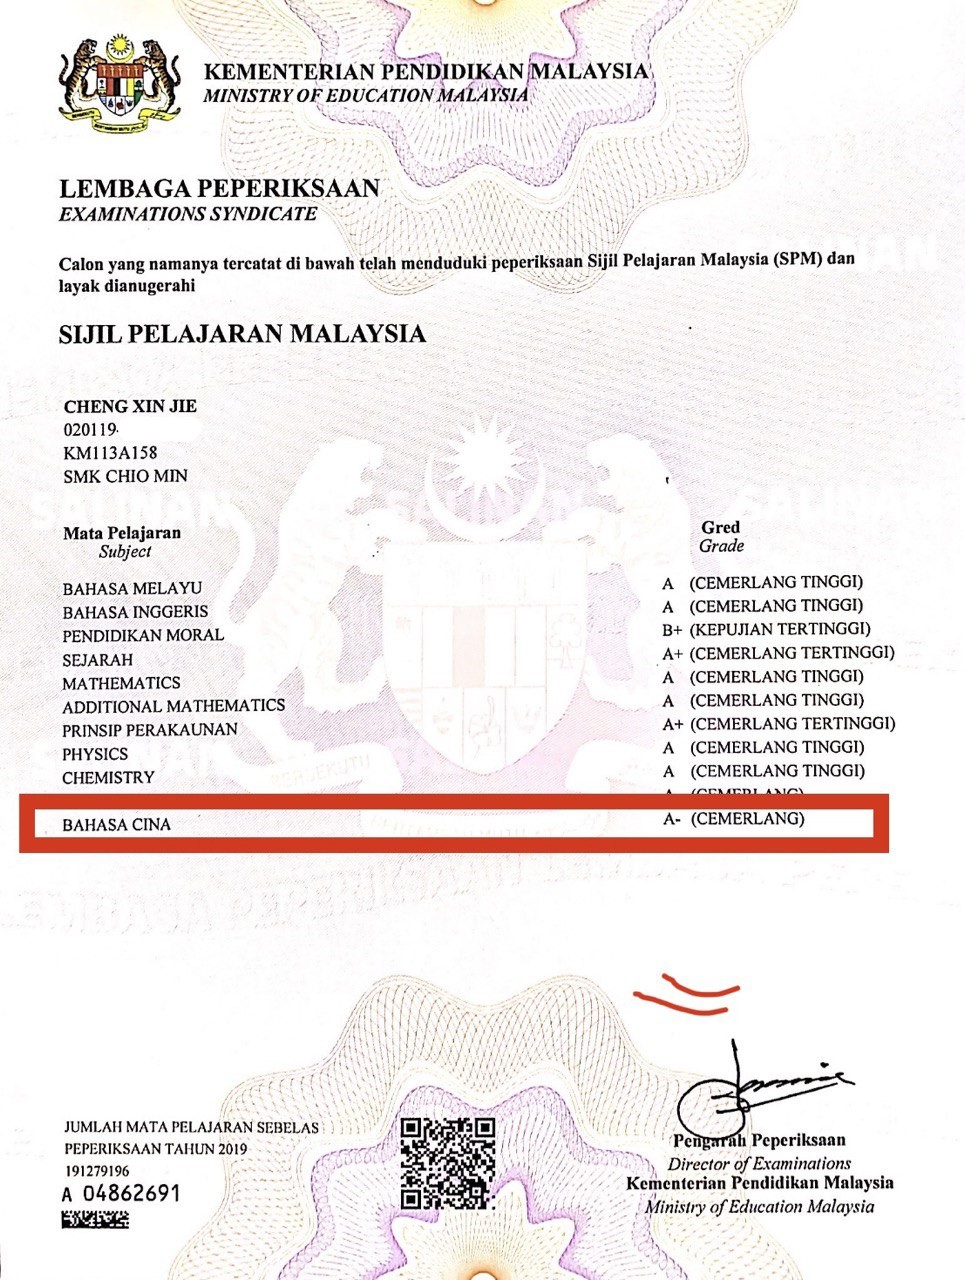 KEMENTERIAN PENDIDIKAN MALAYSIA
MINISTRY OF EDUCATION MALAYSIA
LEMBAGA PEPERIKSAAN
EXAMINATIONS SYNDICATE
Calon yang namanya tercatat di bawah telah menduduki peperiksaan Sijil Pelajaran Malaysia (SPM) dan
layak dianugerahi
SIJIL PELAJARAN MALAYSIA
CHENG XIN JIE
020119
KM113A158
SMK CHIO MIN
SALINAN SALINAN SALINAN
Mata Pelajaran Gred
Subject Grade
BAHASA MELAYU A (CEMERLANG TINGGI)
BAHASA INGGERIS A (CEMERLANG TINGGI)
PENDIDIKAN MORAL B+ (KEPUJIAN TERTINGGI)
SEJARAH A+ (CEMERLANG TERTINGGI)
MATHEMATICS A (CEMERLANG TINGGI)
ADDITIONAL MATHEMATICS A (CEMERLANG TINGGI)
PRINSIP PERAKAUNAN A+ (CEMERLANG TERTINGGI)
PHYSICS A (CEMERLANG TINGGI)
CHEMISTRY A (CEMERLANG TINGGI)
BAHASA CINA A- (CEMERLANG)
JUMLAH MATA PELAJARAN SEBELAS
PEPERIKSAAN TAHUN 2019
191279196
A 04862691
Pengarah Peperiksaan
Director of Examinations
Kementerian Pendidikan Malaysia
Ministry of Education Malaysia